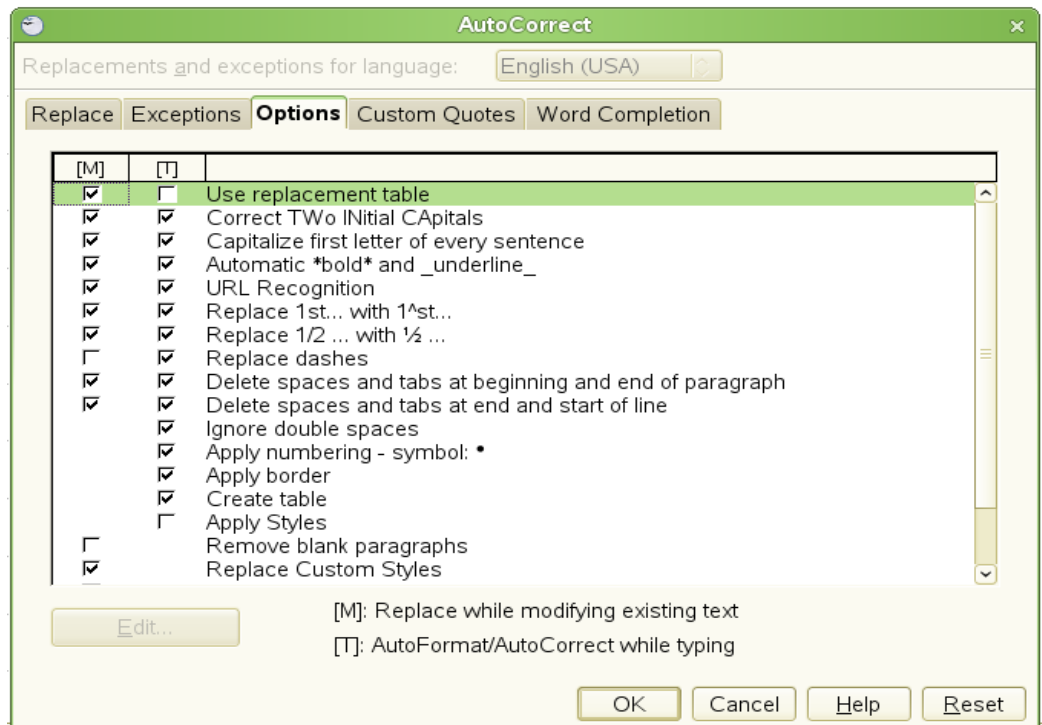 AutoCorrect
Replacements and exceptions for language: English (USA)
Replace Exceptions Options Custom Quotes Word Completion
[M] [T]
Use replacement table
Correct TWo INitial CApitals
Capitalize first letter of every sentence
Automatic *bold* and _underline_
URL Recognition
Replace 1st... with 1^st...
Replace 1/2 ... with ½ ...
Replace dashes
Delete spaces and tabs at beginning and end of paragraph
Delete spaces and tabs at end and start of line
Ignore double spaces
Apply numbering - symbol: •
Apply border
Create table
Apply Styles
Remove blank paragraphs
Replace Custom Styles
[M]: Replace while modifying existing text
Edit...
[T]: AutoFormat/AutoCorrect while typing
OK Cancel Help Reset